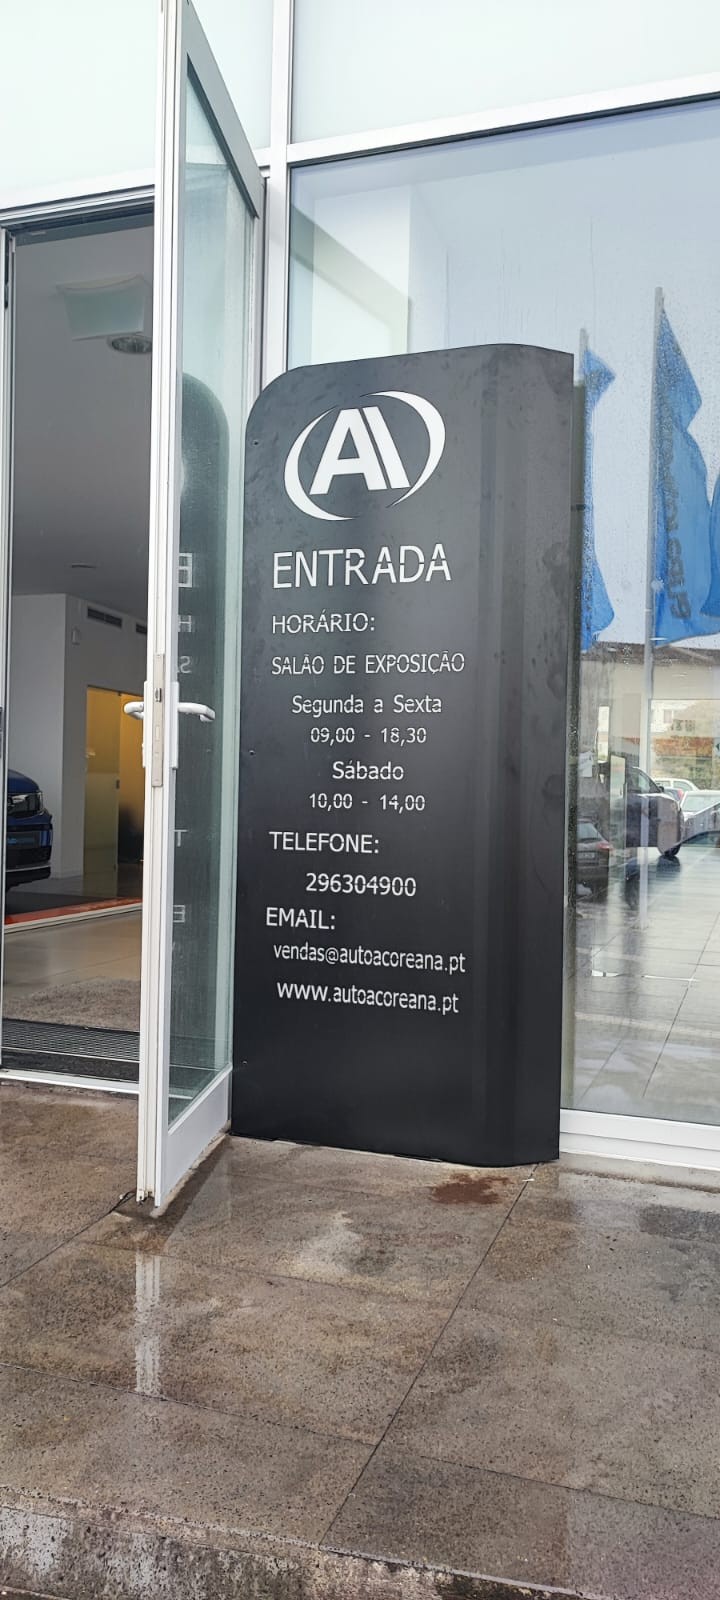 AI
ENTRADA
HORÁRIO:
SALÃO DE EXPOSIÇÃO
Segunda a Sexta
09,00 - 18,30
Sábado
10,00 - 14,00
TELEFONE:
296304900
EMAIL:
vendas@autoacoreana.pt
www.autoacoreana.pt